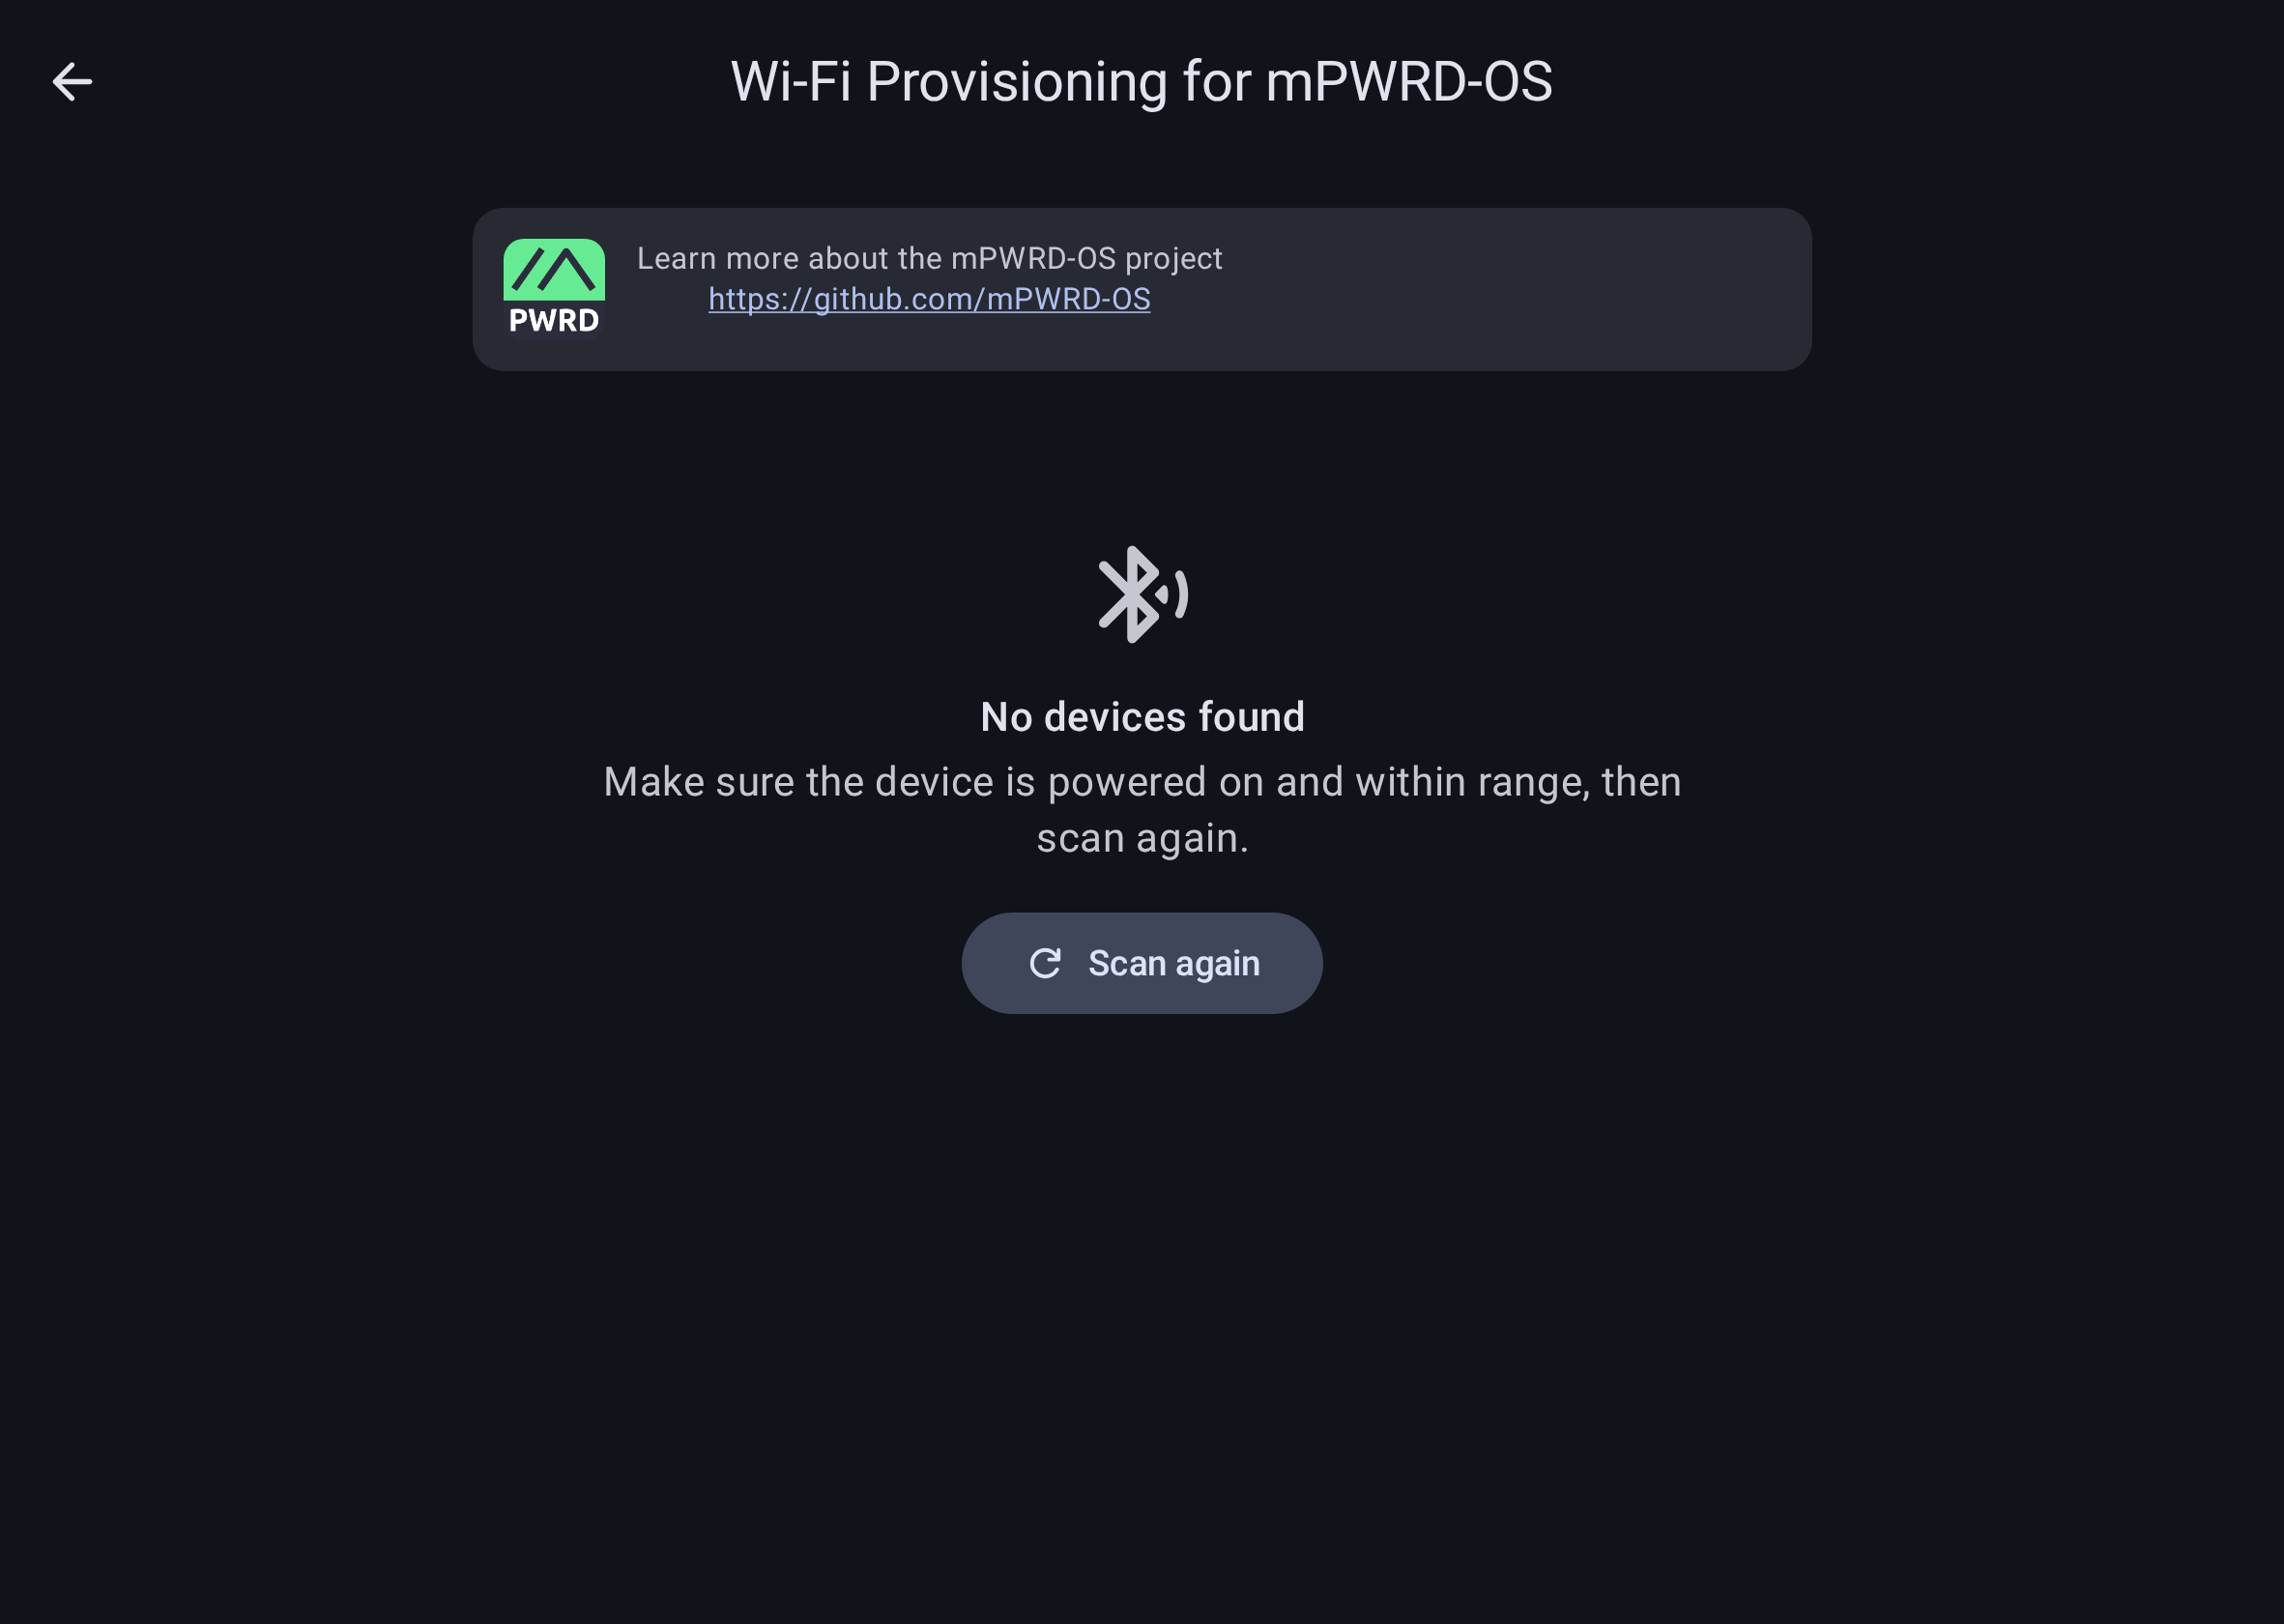 Wi-Fi Provisioning for mPWRD-OS
Learn more about the mPWRD-OS project
https://github.com/mPWRD-OS
PWRD
No devices found
Make sure the device is powered on and within range, then
scan again.
Scan again